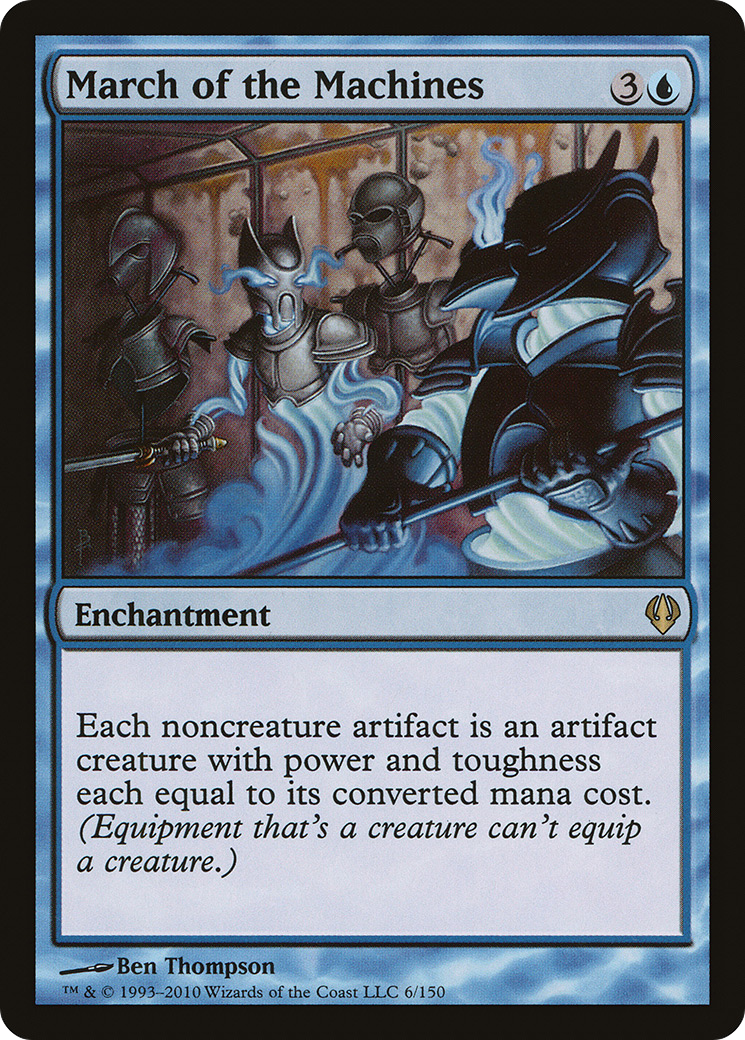 March of the Machines 3
Enchantment
Each noncreature artifact is an artifact
creature with power and toughness
each equal to its converted mana cost.
(Equipment that's a creature can't equip
a creature.)
Ben Thompson
™ & © 1993–2010 Wizards of the Coast LLC 6/150